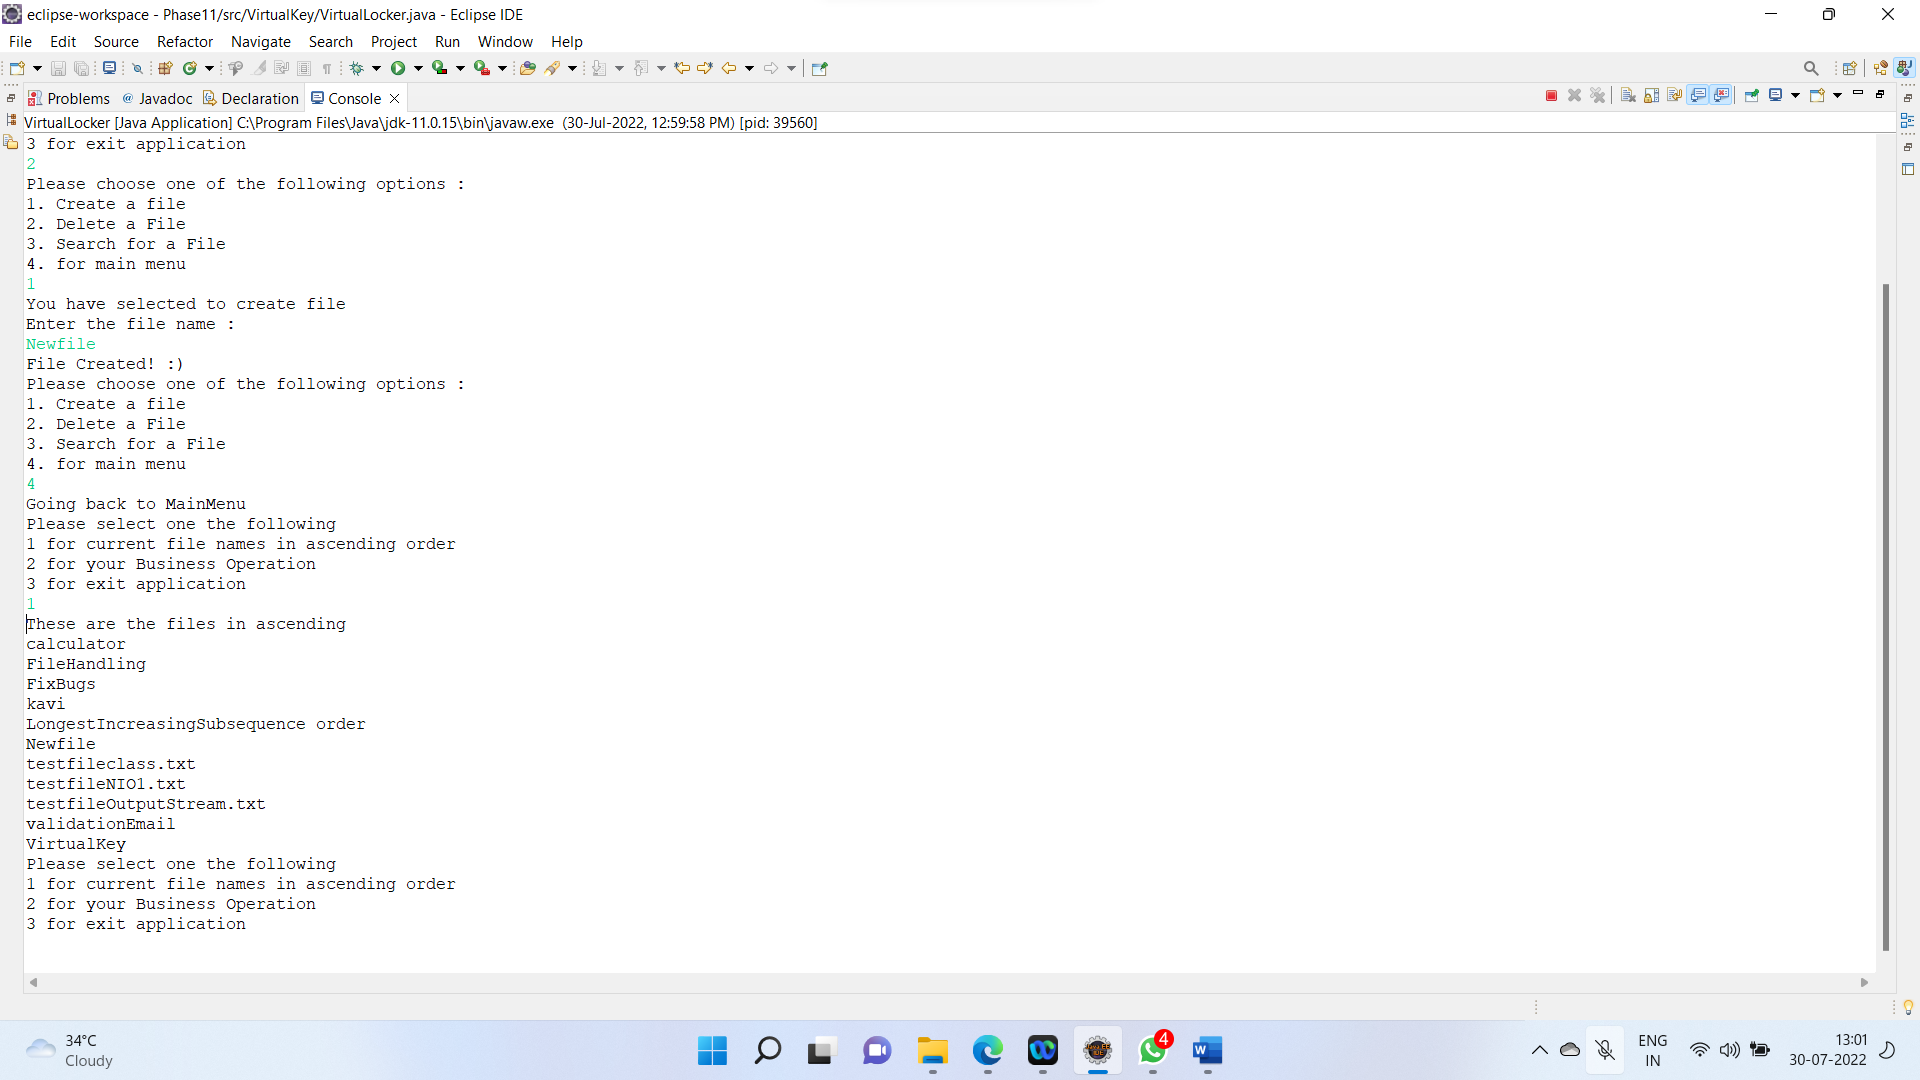 eclipse-workspace - Phase11/src/VirtualKey/VirtualLocker.java - Eclipse IDE
File Edit Source Refactor Navigate Search Project Run Window Help
Problems @ Javadoc Declaration Console
VirtualLocker [Java Application] C:\Program Files\Java\jdk-11.0.15\bin\javaw.exe (30-Jul-2022, 12:59:58 PM) [pid: 39560]
3 for exit application
2
Please choose one of the following options :
1. Create a file
2. Delete a File
3. Search for a File
4. for main menu
1
You have selected to create file
Enter the file name :
Newfile
File Created! :)
Please choose one of the following options :
1. Create a file
2. Delete a File
3. Search for a File
4. for main menu
4
Going back to MainMenu
Please select one the following
1 for current file names in ascending order
2 for your Business Operation
3 for exit application
1
These are the files in ascending
calculator
FileHandling
FixBugs
kavi
LongestIncreasingSubsequence order
Newfile
testfileclass.txt
testfileNIO1.txt
testfileOutputStream.txt
validationEmail
VirtualKey
Please select one the following
1 for current file names in ascending order
2 for your Business Operation
3 for exit application
34°C
Cloudy
4
W
ENG
IN
13:01
30-07-2022